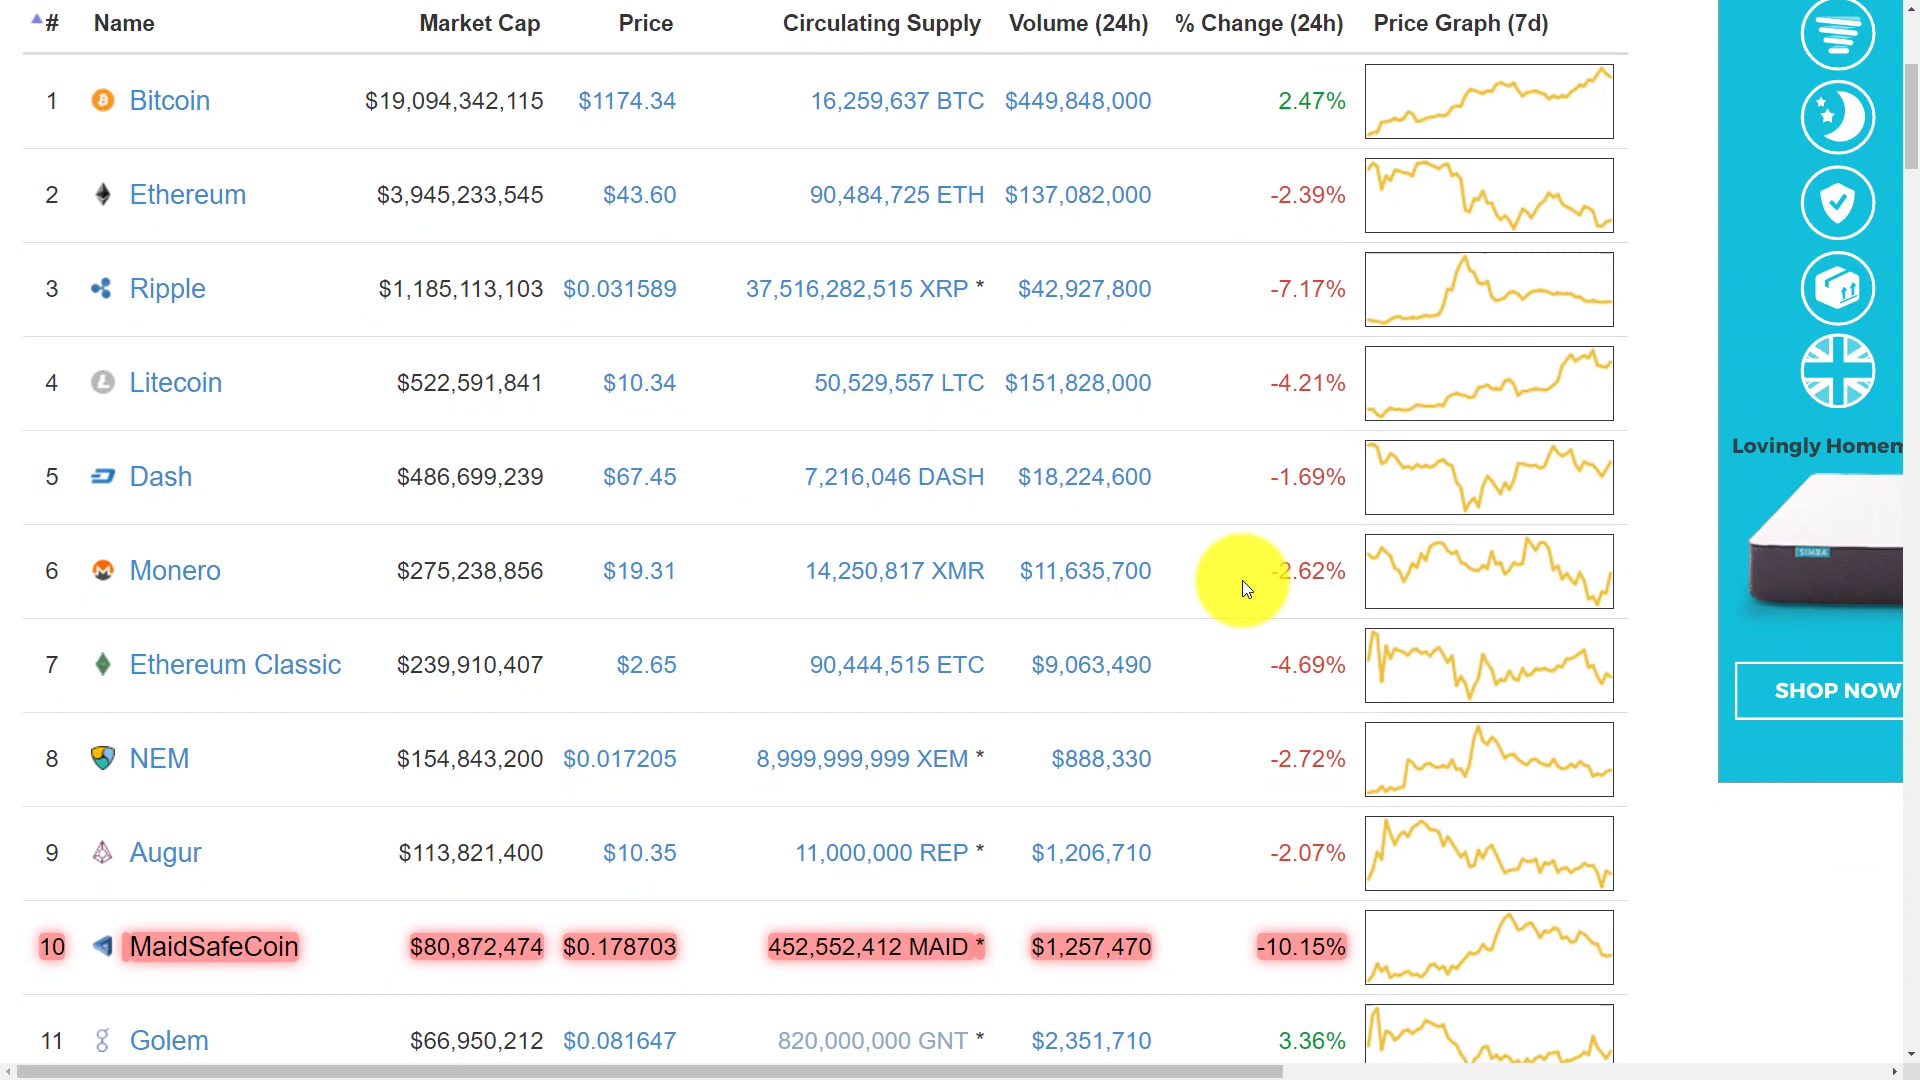 # Name Market Cap Price Circulating Supply Volume (24h) % Change (24h) Price Graph (7d)
1 Bitcoin $19,094,342,115 $1174.34 16,259,637 BTC $449,848,000 2.47%
2 Ethereum $3,945,233,545 $43.60 90,484,725 ETH $137,082,000 -2.39%
3 Ripple $1,185,113,103 $0.031589 37,516,282,515 XRP * $42,927,800 -7.17%
4 Litecoin $522,591,841 $10.34 50,529,557 LTC $151,828,000 -4.21%
5 Dash $486,699,239 $67.45 7,216,046 DASH $18,224,600 -1.69%
6 Monero $275,238,856 $19.31 14,250,817 XMR $11,635,700 -2.62%
7 Ethereum Classic $239,910,407 $2.65 90,444,515 ETC $9,063,490 -4.69%
8 NEM $154,843,200 $0.017205 8,999,999,999 XEM * $888,330 -2.72%
9 Augur $113,821,400 $10.35 11,000,000 REP * $1,206,710 -2.07%
10 MaidSafeCoin $80,872,474 $0.178703 452,552,412 MAID * $1,257,470 -10.15%
11 Golem $66,950,212 $0.081647 820,000,000 GNT * $2,351,710 3.36%
Lovingly Homem
SIMBA
SHOP NOW